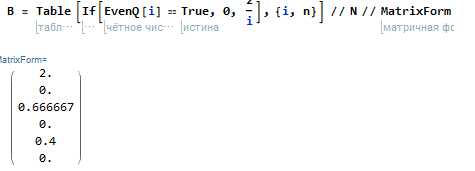 B = Table[If[EvenQ[i] == True, 0, 2/i], {i, n}] // N // MatrixForm
табл⋯ ⋯ чётное чис⋯ истина матричная фо
MatrixForm=
2.
0.
0.666667
0.
0.4
0.